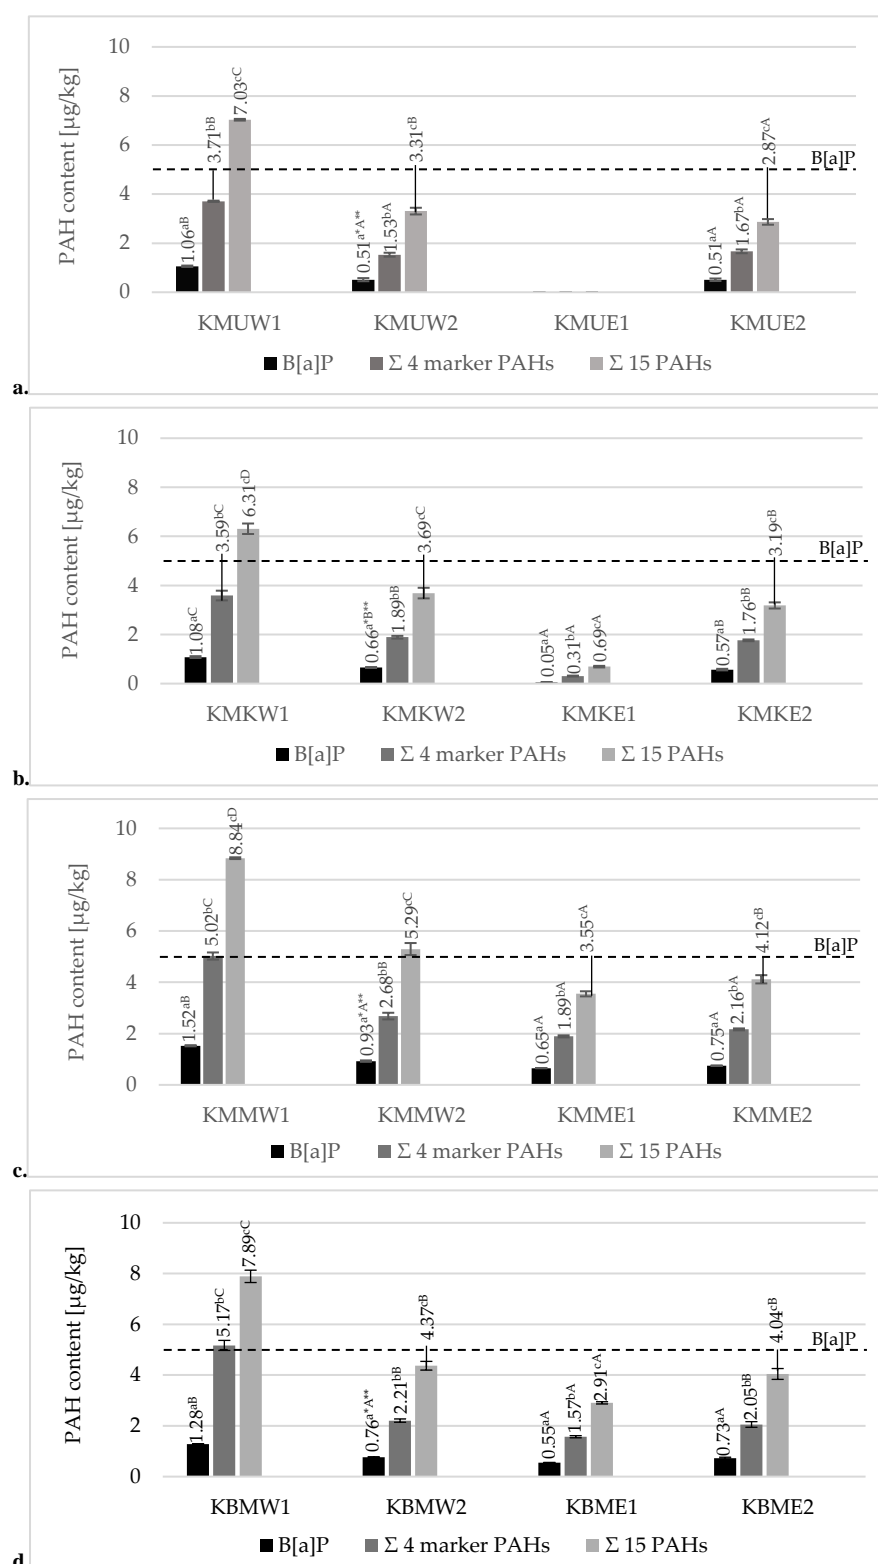 PAH content [µg/kg]
10
8
6
4
2
0
1.06aB
3.71bB
7.03cC
0.51a*A**
1.53bA
3.31cB
0.51aA
1.67bA
2.87cA
B[a]P
KMUW1 KMUW2 KMUE1 KMUE2
B[a]P Σ 4 marker PAHs Σ 15 PAHs
a.
PAH content [µg/kg]
10
8
6
4
2
0
1.08aC
3.59bC
6.31cD
0.66a*B**
1.89bB
3.69cC
0.05aA
0.31bA
0.69cA
0.57aB
1.76bB
3.19cB
B[a]P
KMKW1 KMKW2 KMKE1 KMKE2
B[a]P Σ 4 marker PAHs Σ 15 PAHs
b.
PAH content [µg/kg]
10
8
6
4
2
0
1.52aB
5.02bC
8.84cD
0.93a*A**
2.68bB
5.29cC
0.65aA
1.89bA
3.55cA
0.75aA
2.16bA
4.12cB
B[a]P
KMMW1 KMMW2 KMME1 KMME2
B[a]P Σ 4 marker PAHs Σ 15 PAHs
c.
PAH content [µg/kg]
10
8
6
4
2
0
1.28aB
5.17bC
7.89cC
0.76a*A**
2.21bB
4.37cB
0.55aA
1.57bA
2.91cA
0.73aA
2.05bB
4.04cB
B[a]P
KBMW1 KBMW2 KBME1 KBME2
B[a]P Σ 4 marker PAHs Σ 15 PAHs
d